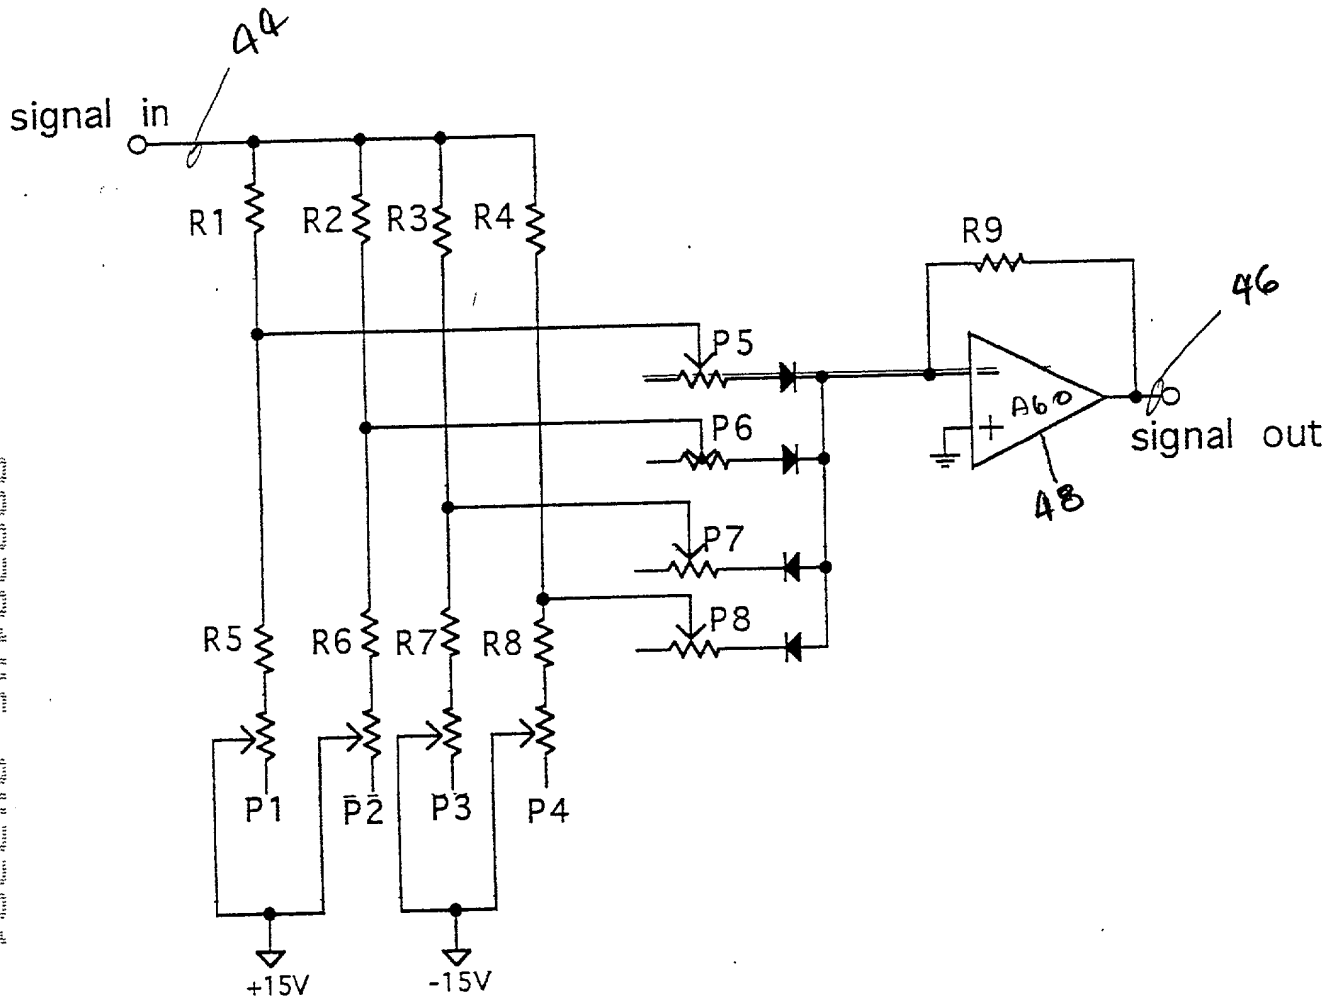 44
signal in
R1
R2
R3
R4
R9
46
P5
P6
P7
P8
A60
signal out
48
R5
R6
R7
R8
P1
P2
P3
P4
+15V
-15V